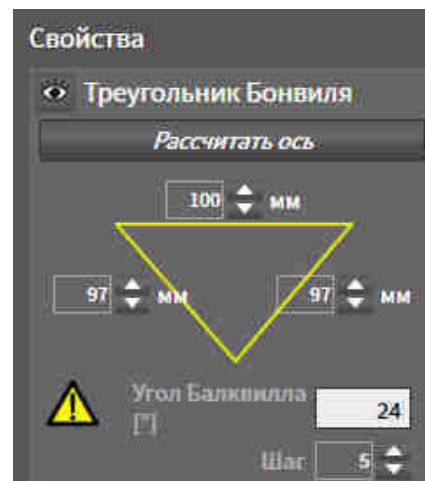 Свойства
Треугольник Бонвиля
Рассчитать ось
100 мм
97 мм 97 мм
Угол Балквилла
[°] 24
Шаг 5